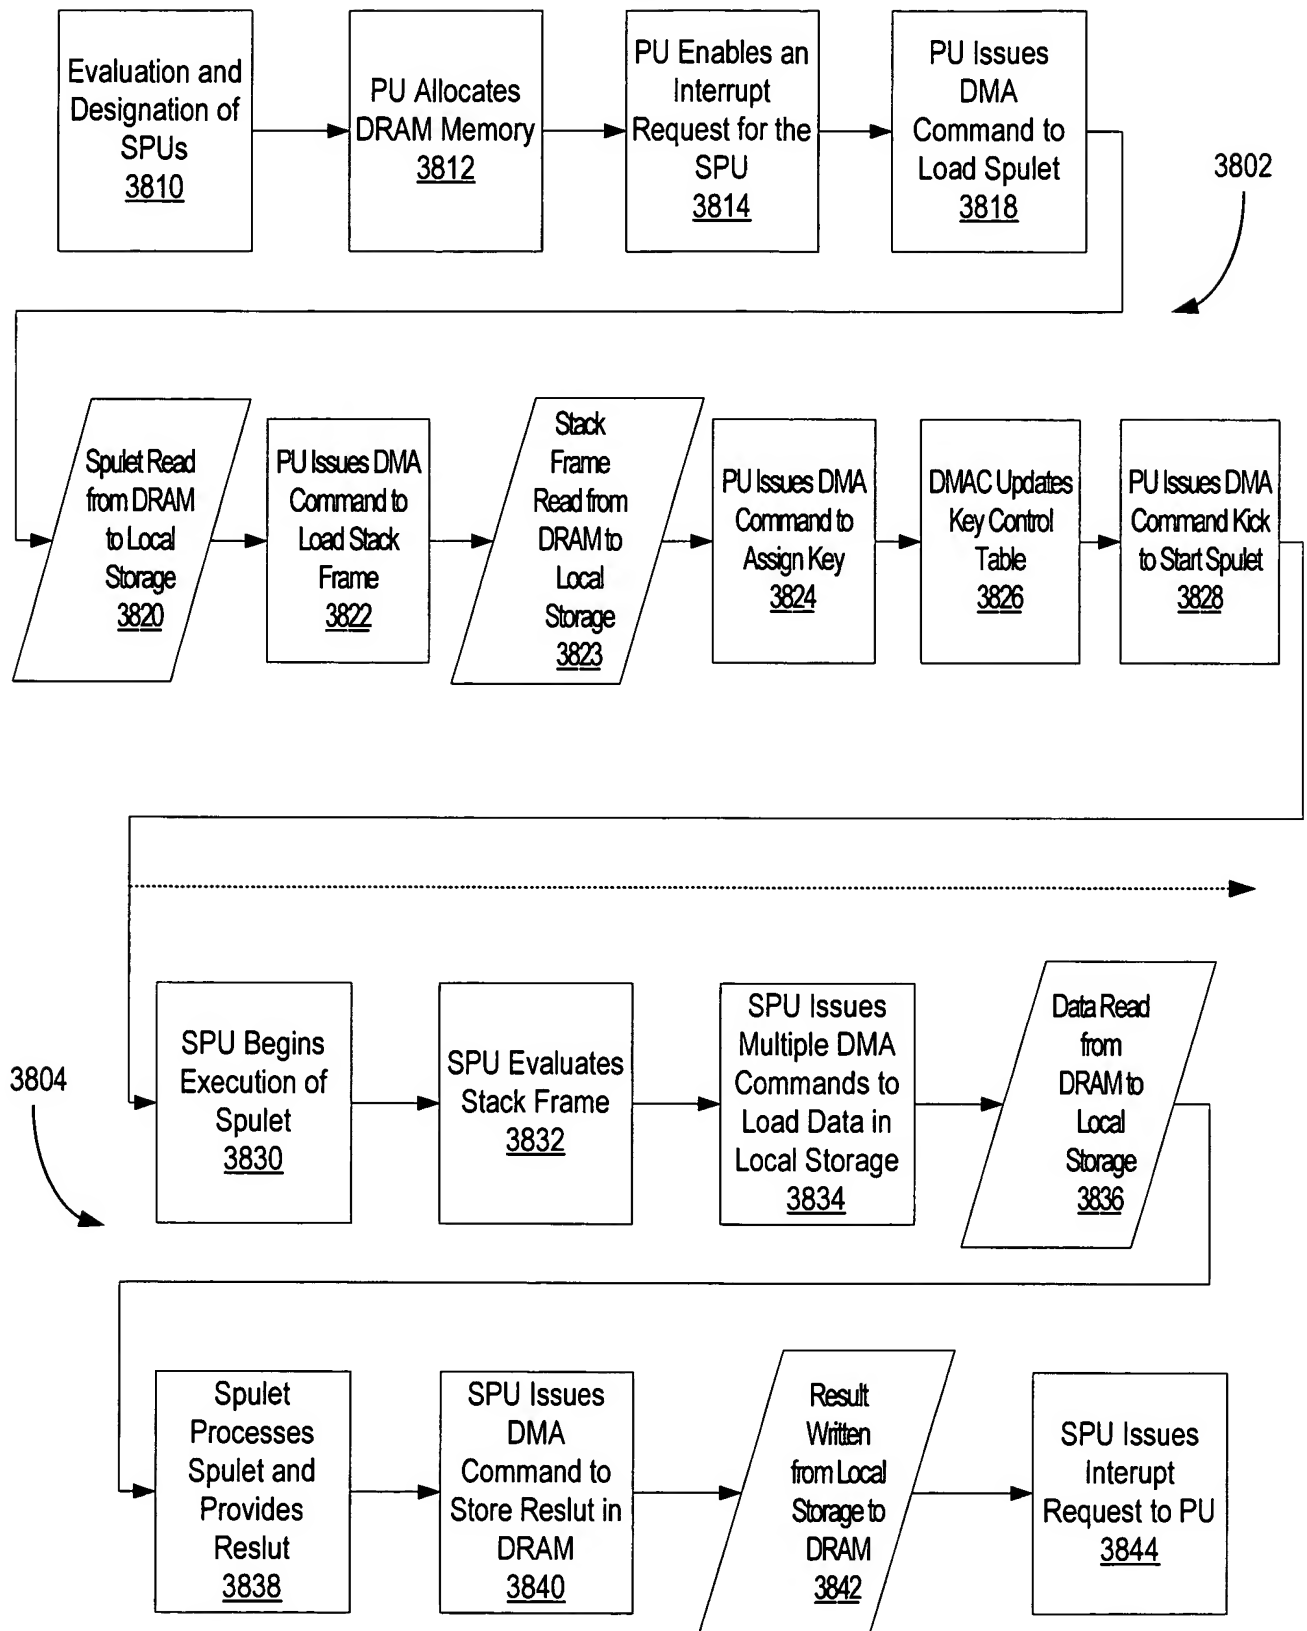 Evaluation and
Designation of
SPUs
3810
PU Allocates
DRAM Memory
3812
PU Enables an
Interrupt
Request for the
SPU
3814
PU Issues
DMA
Command to
Load Spulet
3818
3802
Spulet Read
from DRAM
to Local
Storage
3820
PU Issues DMA
Command to
Load Stack
Frame
3822
Stack
Frame
Read from
DRAM to
Local
Storage
3823
PU Issues DMA
Command to
Assign Key
3824
DMAC Updates
Key Control
Table
3826
PU Issues DMA
Command Kick
to Start Spulet
3828
3804
SPU Begins
Execution of
Spulet
3830
SPU Evaluates
Stack Frame
3832
SPU Issues
Multiple DMA
Commands to
Load Data in
Local Storage
3834
Data Read
from
DRAM to
Local
Storage
3836
Spulet
Processes
Spulet and
Provides
Reslut
3838
SPU Issues
DMA
Command to
Store Reslut in
DRAM
3840
Result
Written
from Local
Storage to
DRAM
3842
SPU Issues
Interupt
Request to PU
3844